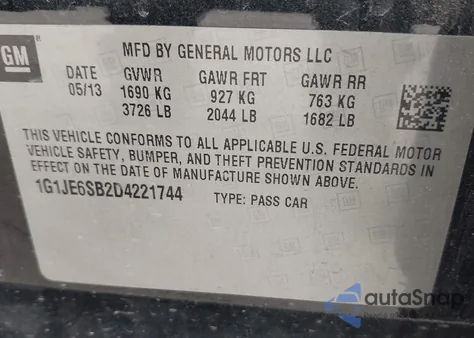 GM
MFD BY GENERAL MOTORS LLC
DATE GVWR GAWR FRT GAWR RR
05/13 1690 KG 927 KG 763 KG
3726 LB 2044 LB 1682 LB
THIS VEHICLE CONFORMS TO ALL APPLICABLE U.S. FEDERAL MOTOR
VEHICLE SAFETY, BUMPER, AND THEFT PREVENTION STANDARDS IN
EFFECT ON THE DATE OF MANUFACTURE SHOWN ABOVE.
1G1JE6SB2D4221744 TYPE: PASS CAR
autoSnap